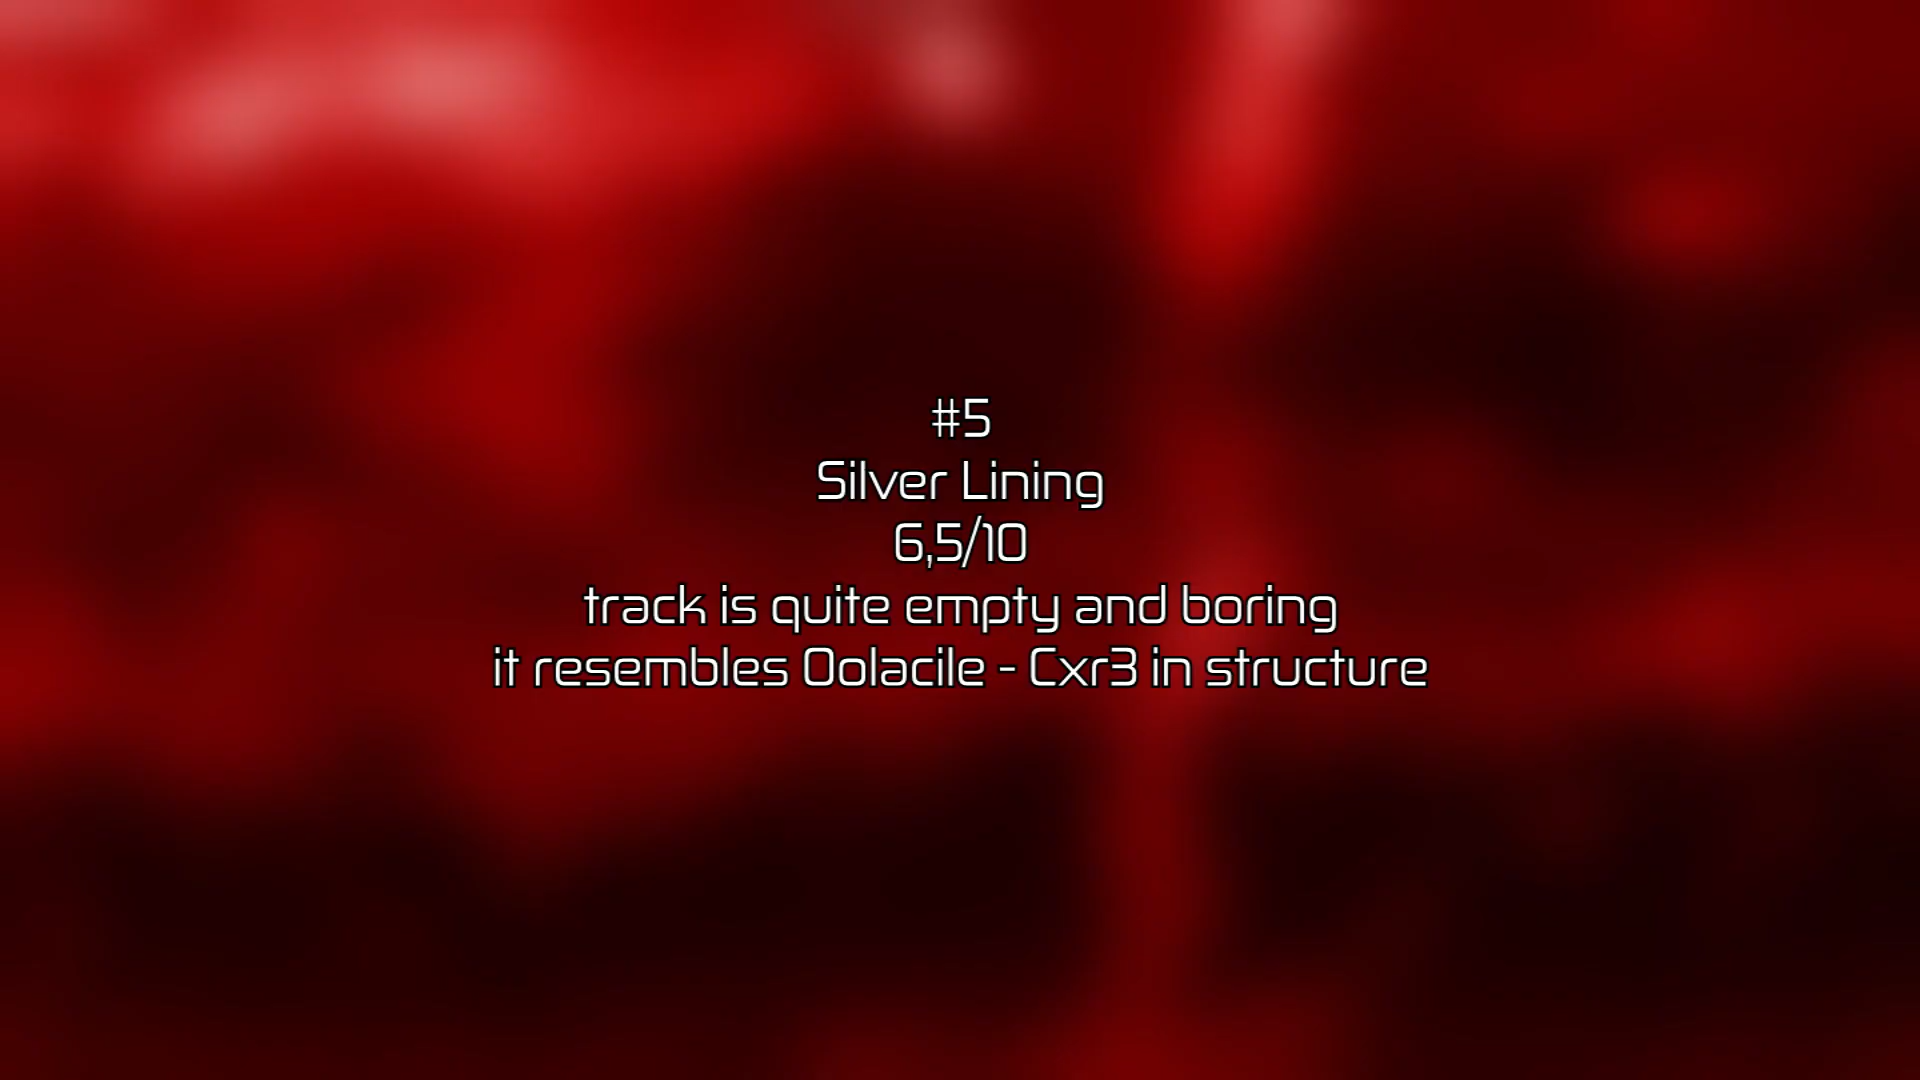 #5
Silver Lining
6,5/10
track is quite empty and boring
it resembles Oolacile - Cxr3 in structure